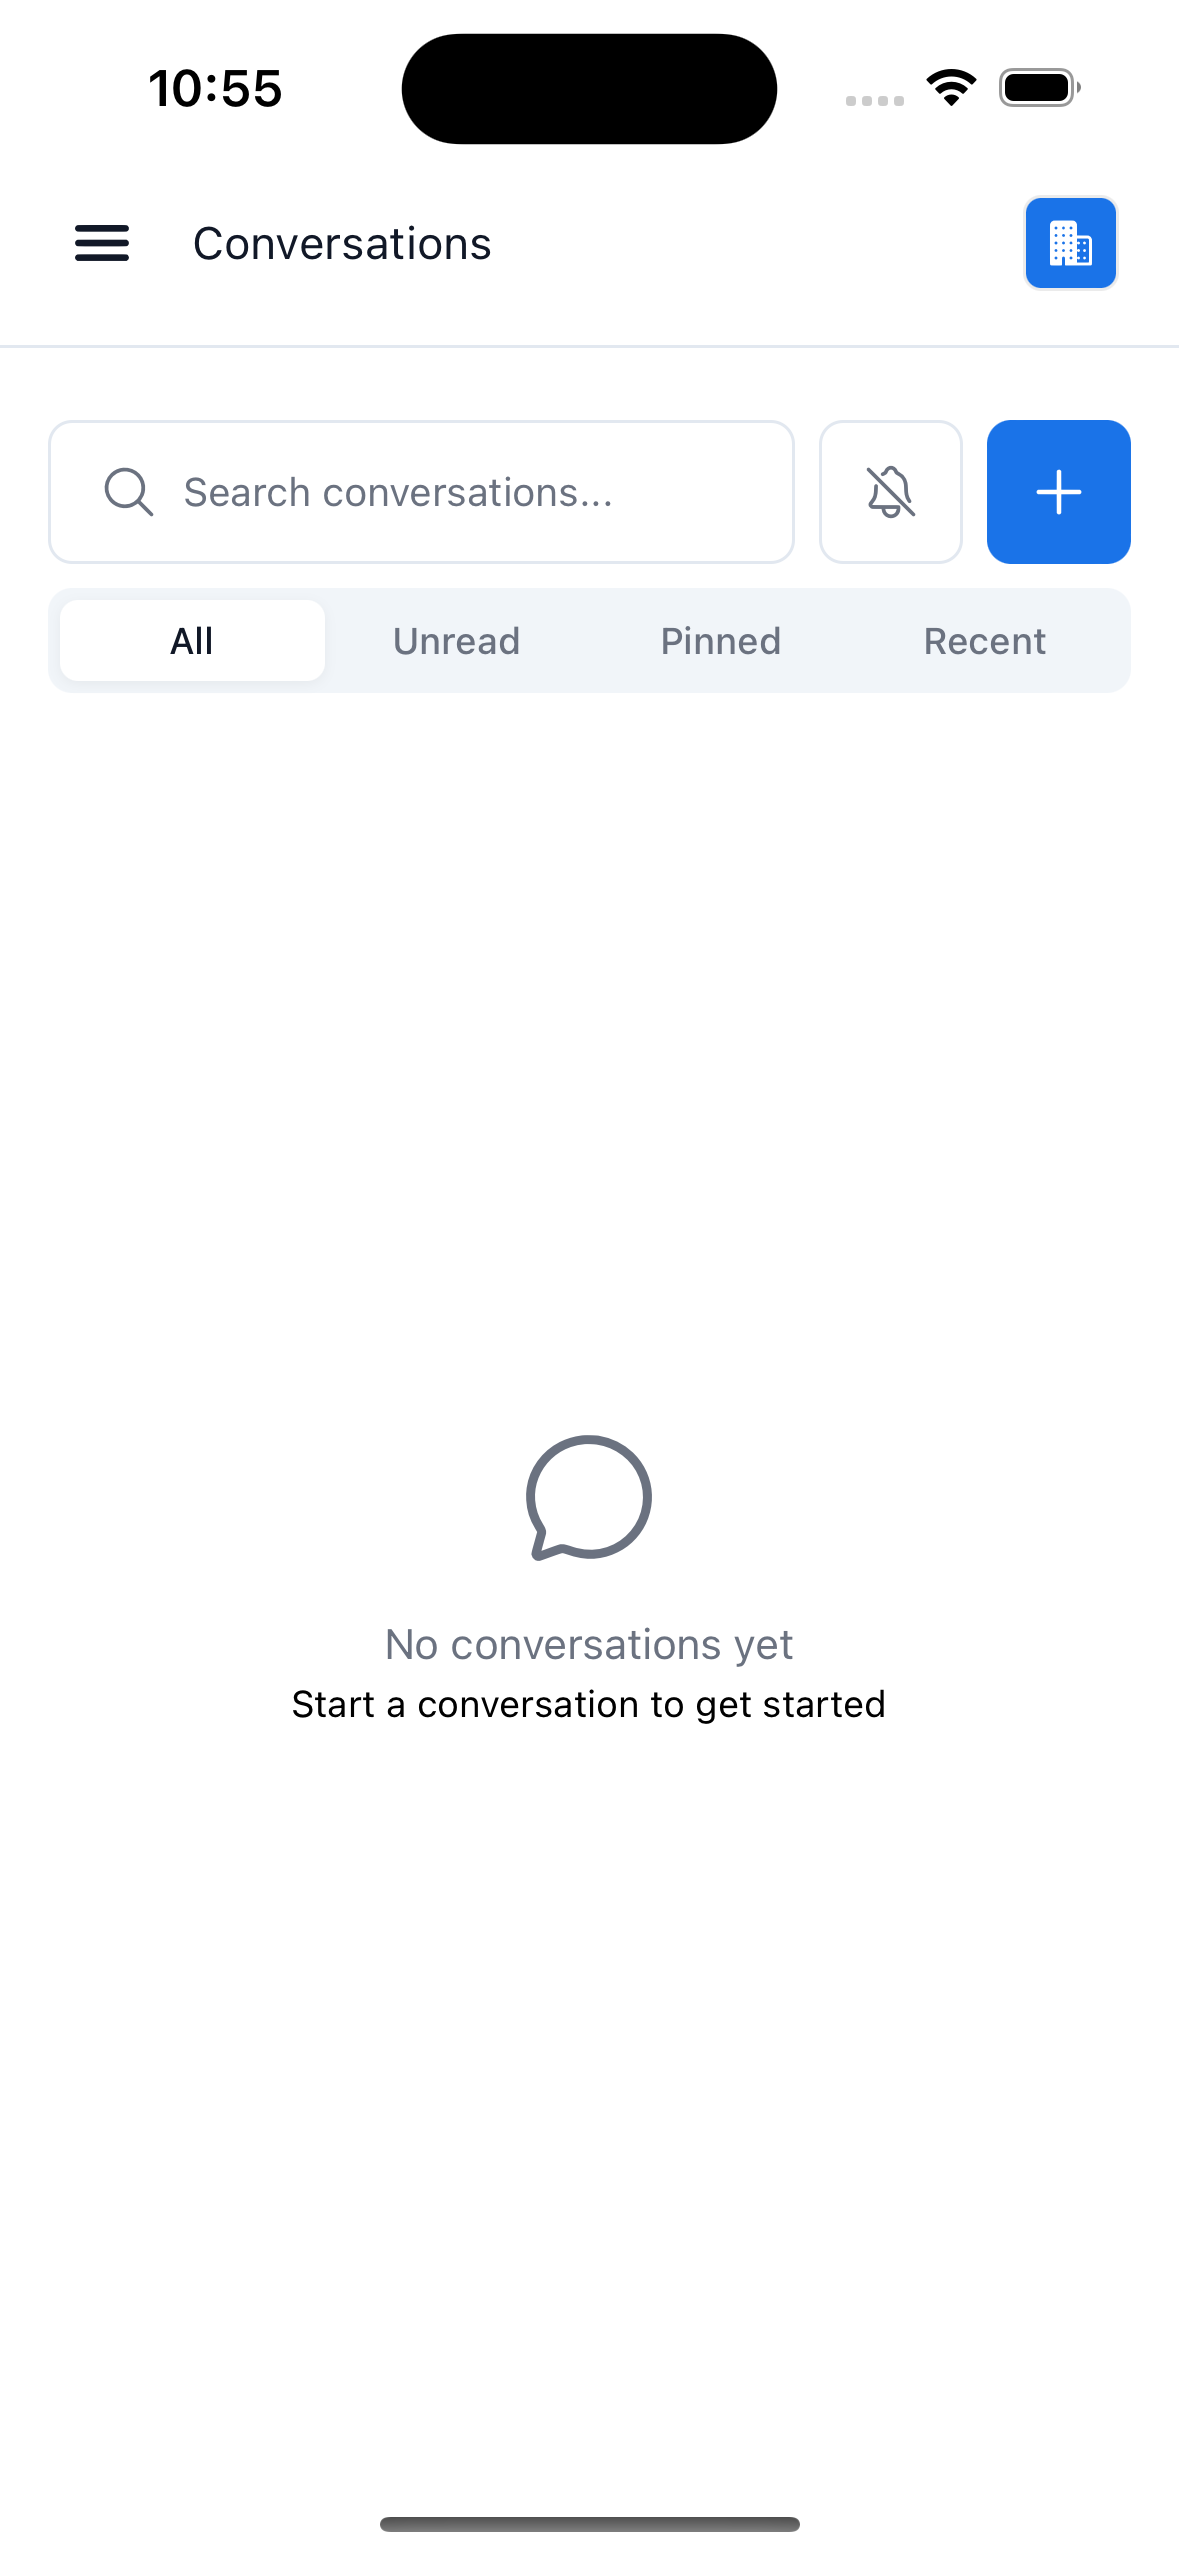 10:55
Conversations
Search conversations...
All Unread Pinned Recent
No conversations yet
Start a conversation to get started